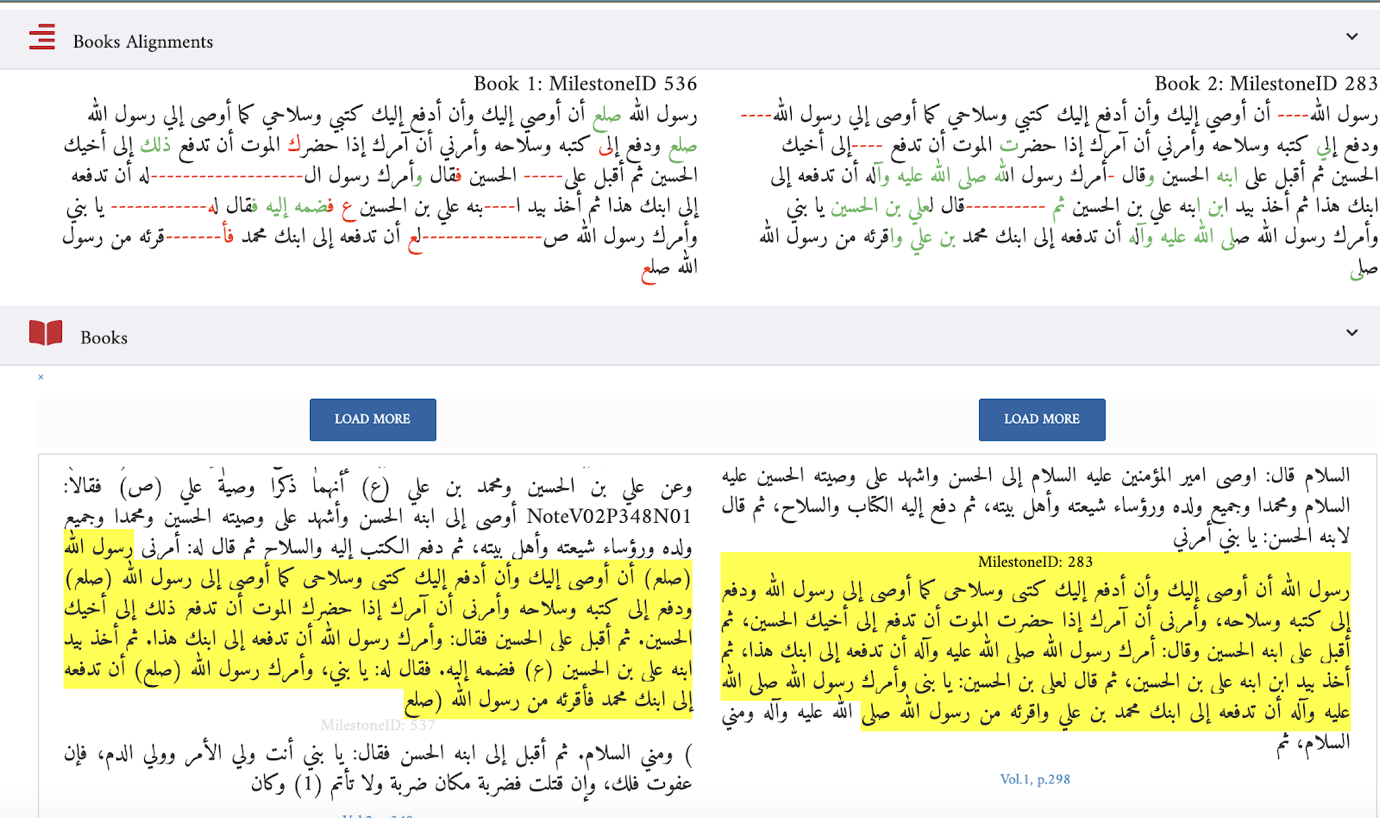 Books Alignments
Book 1: MilestoneID 536
رسول الله صلع أن أوصي إليك وأن أدفع إليك كتبي وسلاحي كما أوصى إلي رسول الله
صلع ودفع إلى كتبه وسلاحه وأمرني أن آمرك إذا حضرك الموت أن تدفع ذلك إلى أخيك
الحسين ثم أقبل على----- الحسين فقال وأمرك رسول ال-------------------له أن تدفعه
إلى ابنك هذا ثم أخذ بيد ا----بنه علي بن الحسين ع فضمه إليه فقال له------------ يا بني
وأمرك رسول الله ص---------------لع أن تدفعه إلى ابنك محمد فأ-------قرئه من رسول
الله صلع
Book 2: MilestoneID 283
رسول الله---- أن أوصي إليك وأن أدفع إليك كتبي وسلاحي كما أوصى إلي رسول الله----
ودفع إلي كتبه وسلاحه وأمرني أن آمرك إذا حضرت الموت أن تدفع ----إلى أخيك
الحسين ثم أقبل على ابنه الحسين وقال -أمرك رسول الله صلى الله عليه وآله أن تدفعه إلى
ابنك هذا ثم أخذ بيد ابن ابنه علي بن الحسين ثم ----------قال لعلي بن الحسين يا بني
وأمرك رسول الله صلى الله عليه وآله أن تدفعه إلى ابنك محمد بن علي واقرئه من رسول الله
صلى
Books
×
LOAD MORE
LOAD MORE
وعن علي بن الحسين ومحمد بن علي (ع) أنهما ذكرا وصية علي (ص) فقالا:
NoteV02P348N01 أوصى إلى ابنه الحسن وأشهد على وصيته الحسين ومحمدا وجميع
ولده ورؤساء شيعته وأهل بيته، ثم دفع الكتب إليه والسلاح ثم قال له: أمرنى رسول الله
(صلع) أن أوصى إليك وأن أدفع إليك كتبى وسلاحى كما أوصى إلى رسول الله (صلع)
ودفع إلى كتبه وسلاحه وأمرنى أن آمرك إذا حضرك الموت أن تدفع ذلك إلى أخيك
الحسين. ثم أقبل على الحسين فقال: وأمرك رسول الله أن تدفعه إلى ابنك هذا. ثم أخذ بيد
ابنه على بن الحسين (ع) فضمه إليه. فقال له: يا بني، وأمرك رسول الله (صلع) أن تدفعه
إلى ابنك محمد فأقرئه من رسول الله (صلع
MilestoneID: 537
) ومني السلام. ثم أقبل إلى ابنه الحسن فقال: يا بني أنت ولي الأمر وولي الدم، فإن
عفوت فلك، وإن قتلت فضربة مكان ضربة ولا تأثم (1) وكان
السلام قال: اوصى امير المؤمنين عليه السلام إلى الحسن واشهد على وصيته الحسين عليه
السلام ومحمدا وجميع ولده ورؤساء شيعته وأهل بيته، ثم دفع إليه الكتاب والسلاح، ثم قال
لابنه الحسن: يا بني أمرني
MilestoneID: 283
رسول الله أن أوصى إليك وأن أدفع إليك كتبى وسلاحى كما أوصى إلى رسول الله ودفع
إلى كتبه وسلاحه، وأمرنى أن آمرك إذا حضرت الموت أن تدفع إلى أخيك الحسين، ثم
أقبل على ابنه الحسين وقال: أمرك رسول الله صلى الله عليه وآله أن تدفعه إلى ابنك هذا، ثم
أخذ بيد ابن ابنه على بن الحسين، ثم قال لعلى بن الحسين: يا بنى وأمرك رسول الله صلى الله
عليه وآله أن تدفعه إلى ابنك محمد بن علي واقرئه من رسول الله صلى الله عليه وآله ومني
السلام، ثم
Vol.1, p.298